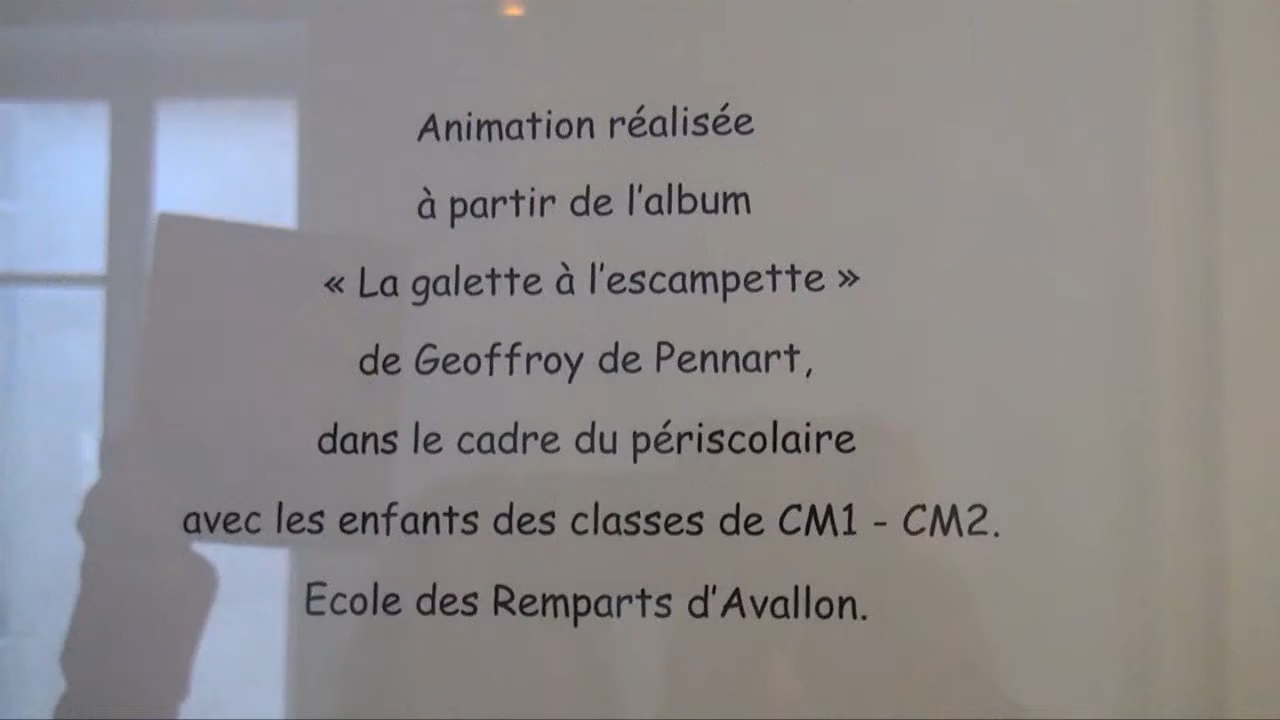 Animation réalisée
à partir de l'album
« La galette à l'escampette »
de Geoffroy de Pennart,
dans le cadre du périscolaire
avec les enfants des classes de CM1 - CM2.
Ecole des Remparts d'Avallon.